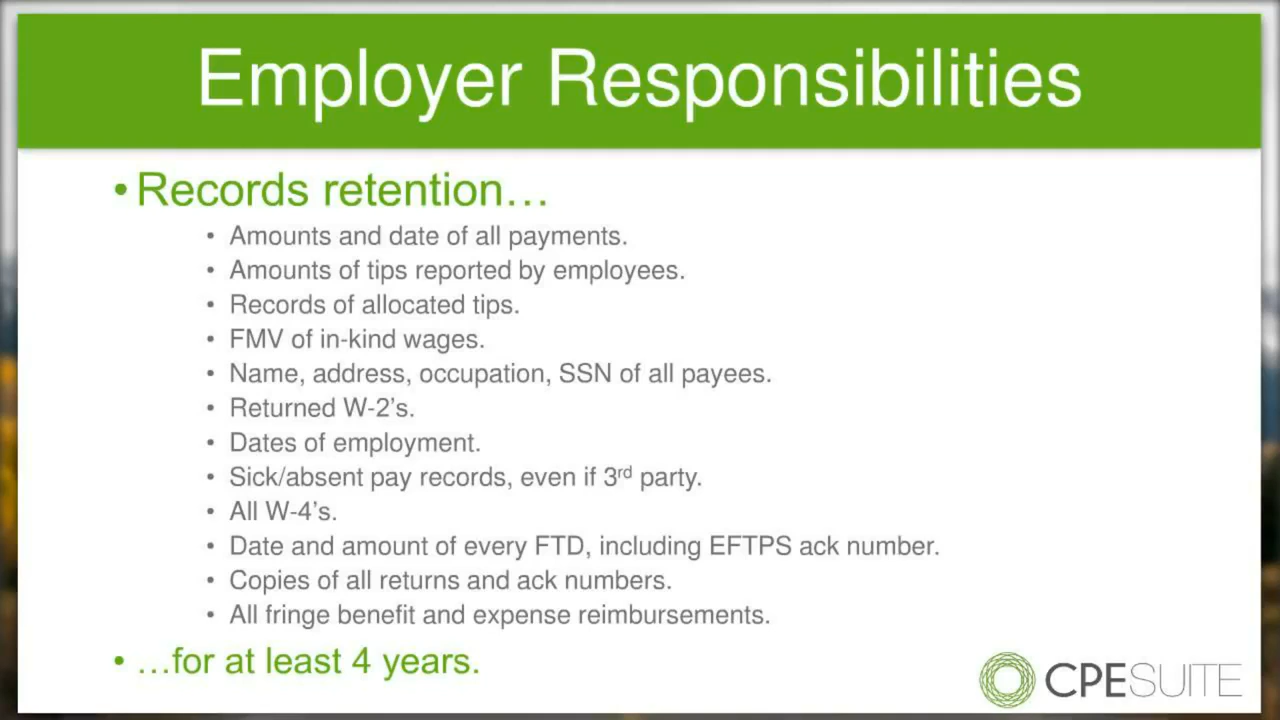 Employer Responsibilities
• Records retention…
• Amounts and date of all payments.
• Amounts of tips reported by employees.
• Records of allocated tips.
• FMV of in-kind wages.
• Name, address, occupation, SSN of all payees.
• Returned W-2’s.
• Dates of employment.
• Sick/absent pay records, even if 3rd party.
• All W-4’s.
• Date and amount of every FTD, including EFTPS ack number.
• Copies of all returns and ack numbers.
• All fringe benefit and expense reimbursements.
• …for at least 4 years.
CPESUITE